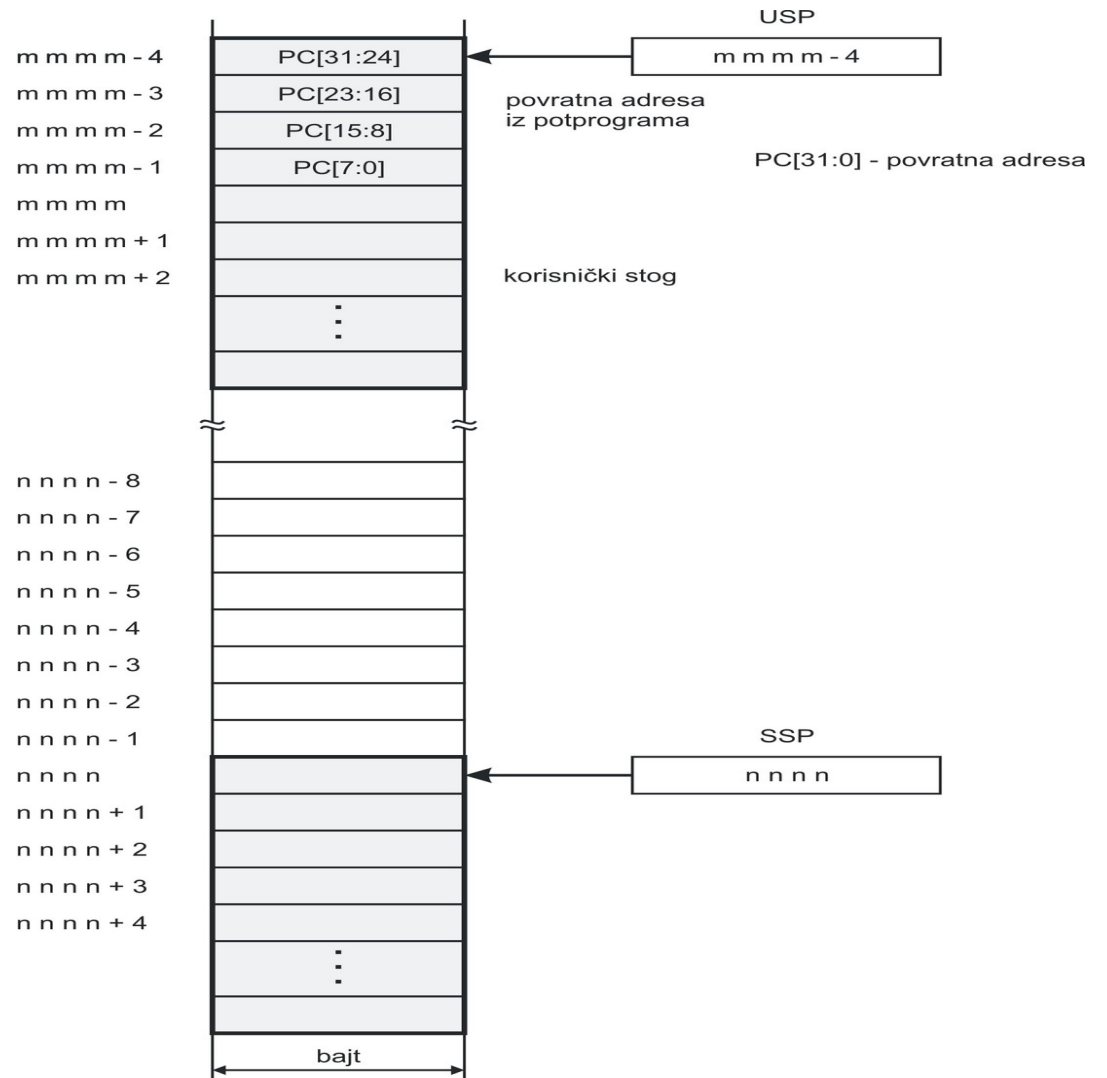 USP
m m m m - 4 PC[31:24] m m m m - 4
m m m m - 3 PC[23:16] povratna adresa
iz potprograma
m m m m - 2 PC[15:8]
m m m m - 1 PC[7:0] PC[31:0] - povratna adresa
m m m m
m m m m + 1
m m m m + 2 korisnički stog
n n n n - 8
n n n n - 7
n n n n - 6
n n n n - 5
n n n n - 4
n n n n - 3
n n n n - 2
n n n n - 1 SSP
n n n n n n n n
n n n n + 1
n n n n + 2
n n n n + 3
n n n n + 4
bajt